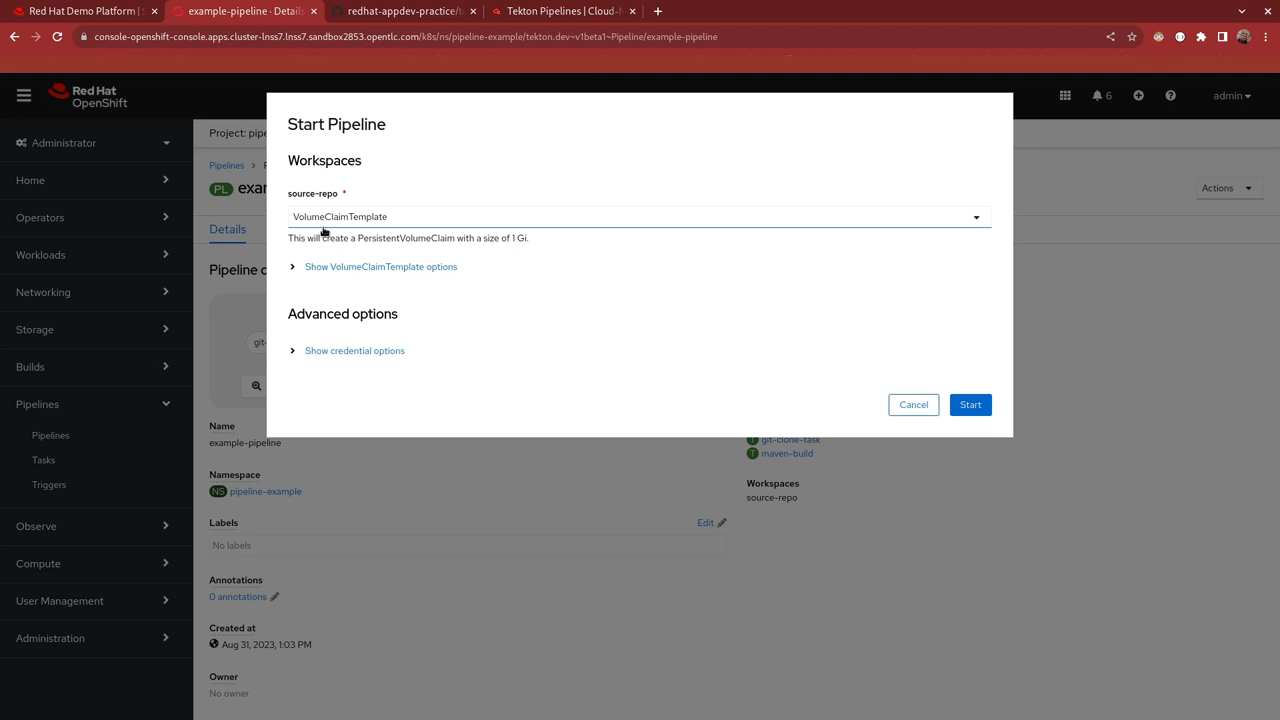 Red Hat Demo Platform |
example-pipeline · Details
redhat-appdev-practice/t
Tekton Pipelines | Cloud-N
console-openshift-console.apps.cluster-lnss7.lnss7.sandbox2853.opentlc.com/k8s/ns/pipeline-example/tekton.dev~v1beta1~Pipeline/example-pipeline
Red Hat
OpenShift
6
admin
Administrator
Home
Operators
Workloads
Networking
Storage
Builds
Pipelines
Pipelines
Tasks
Triggers
Observe
Compute
User Management
Administration
Project: pipe
Pipelines
PL exam
Actions
Details
Pipeline d
git-
Start Pipeline
Workspaces
source-repo *
VolumeClaimTemplate
This will create a PersistentVolumeClaim with a size of 1 Gi.
Show VolumeClaimTemplate options
Advanced options
Show credential options
Cancel
Start
Name
example-pipeline
Namespace
NS pipeline-example
Labels
Edit
No labels
Annotations
0 annotations
Created at
Aug 31, 2023, 1:03 PM
Owner
No owner
T git-clone-task
T maven-build
Workspaces
source-repo